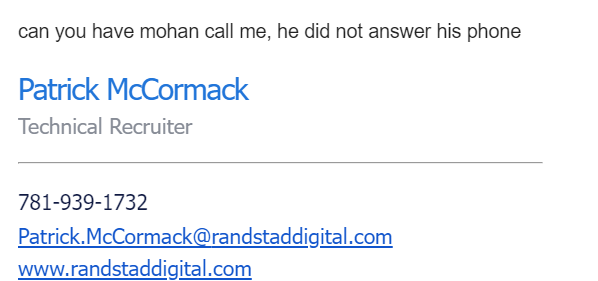 can you have mohan call me, he did not answer his phone
Patrick McCormack
Technical Recruiter
781-939-1732
Patrick.McCormack@randstaddigital.com
www.randstaddigital.com